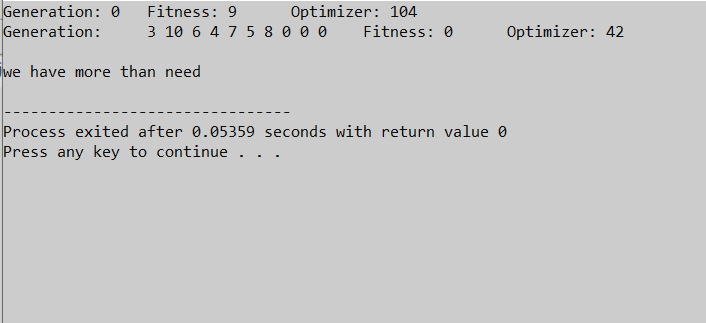 Generation: 0   Fitness: 9      Optimizer: 104
Generation:     3 10 6 4 7 5 8 0 0 0    Fitness: 0      Optimizer: 42
we have more than need
--------------------------------
Process exited after 0.05359 seconds with return value 0
Press any key to continue . . .